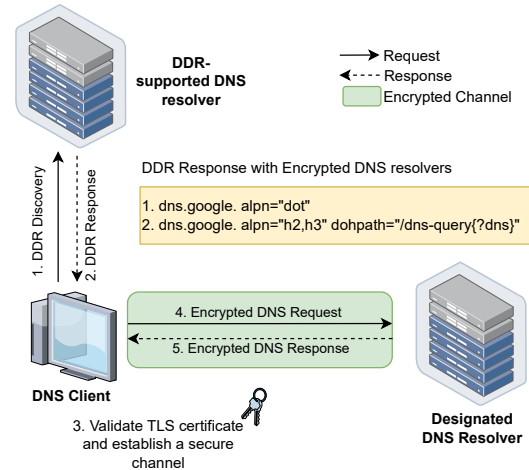 DDR-
supported DNS
resolver
Request
Response
Encrypted Channel
DDR Response with Encrypted DNS resolvers
1. dns.google. alpn="dot"
2. dns.google. alpn="h2,h3" dohpath="/dns-query{?dns}"
1. DDR Discovery
2. DDR Response
4. Encrypted DNS Request
5. Encrypted DNS Response
DNS Client
3. Validate TLS certificate
and establish a secure
channel
Designated
DNS Resolver